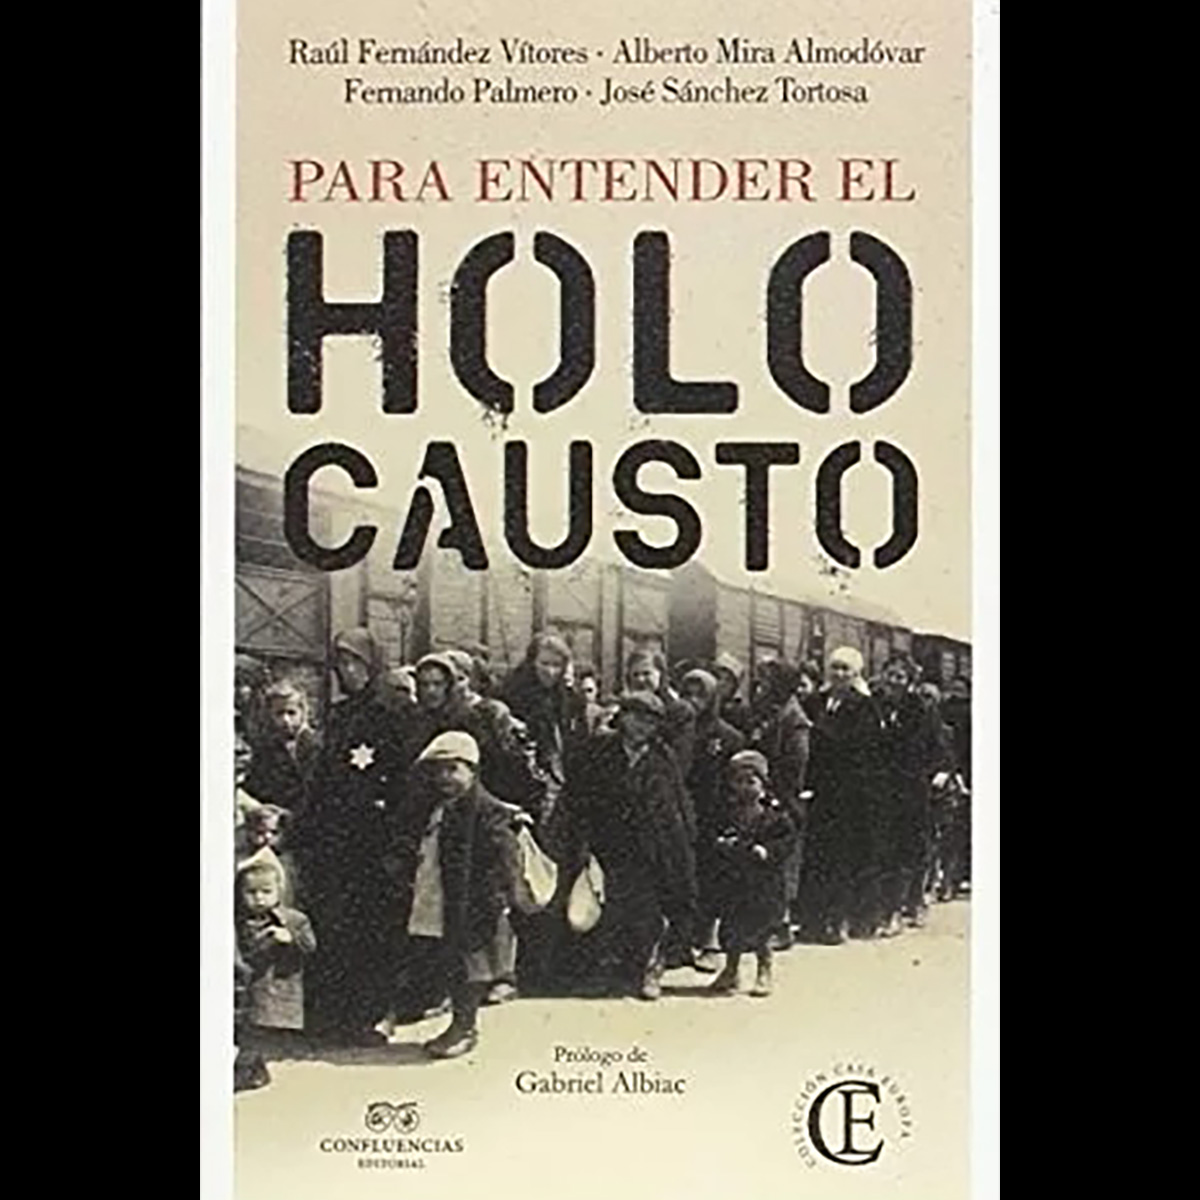 Raúl Fernández Vítores · Alberto Mira Almodóvar
Fernando Palmero · José Sánchez Tortosa
PARA ENTENDER EL
HOLO
CAUSTO
Prólogo de
Gabriel Albiac
CONFLUENCIAS
EDITORIAL
COLECCIÓN CASA EUROPA
CE